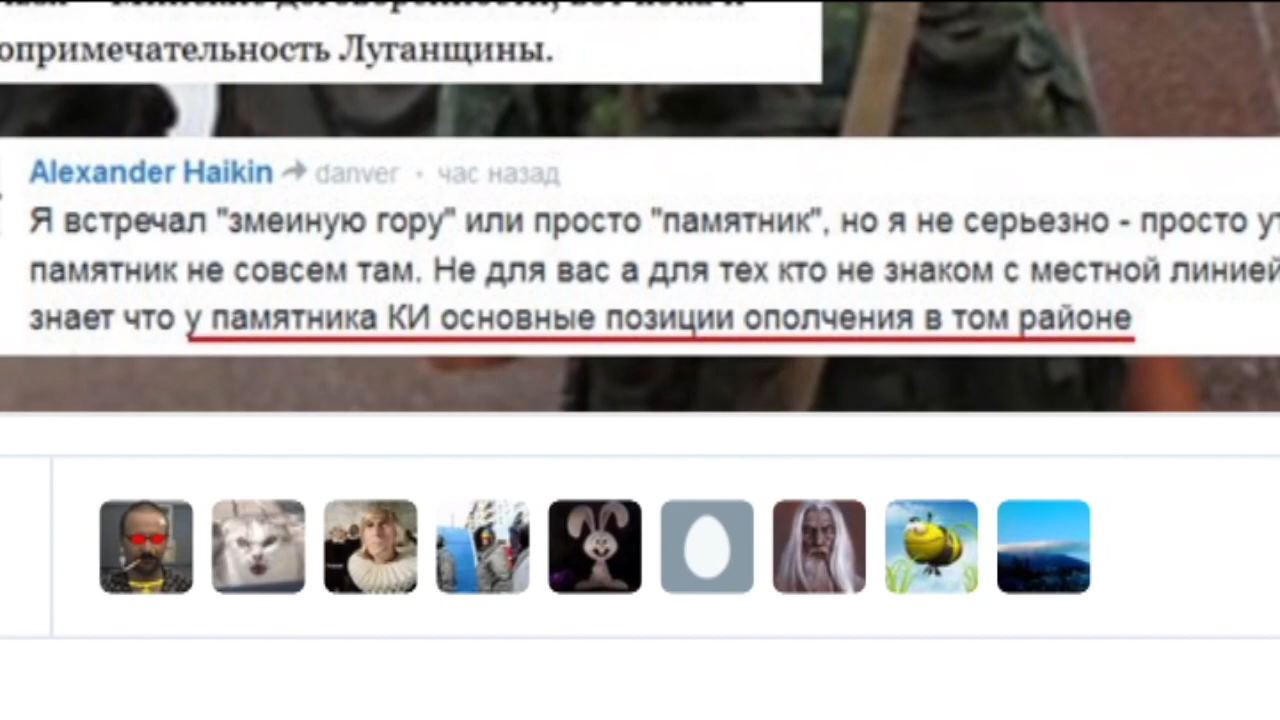 опримечательность Луганщины.
Alexander Haikin danver · час назад
Я встречал "змеиную гору" или просто "памятник", но я не серьезно - просто
памятник не совсем там. Не для вас а для тех кто не знаком с местной линией
знает что у памятника КИ основные позиции ополчения в том районе